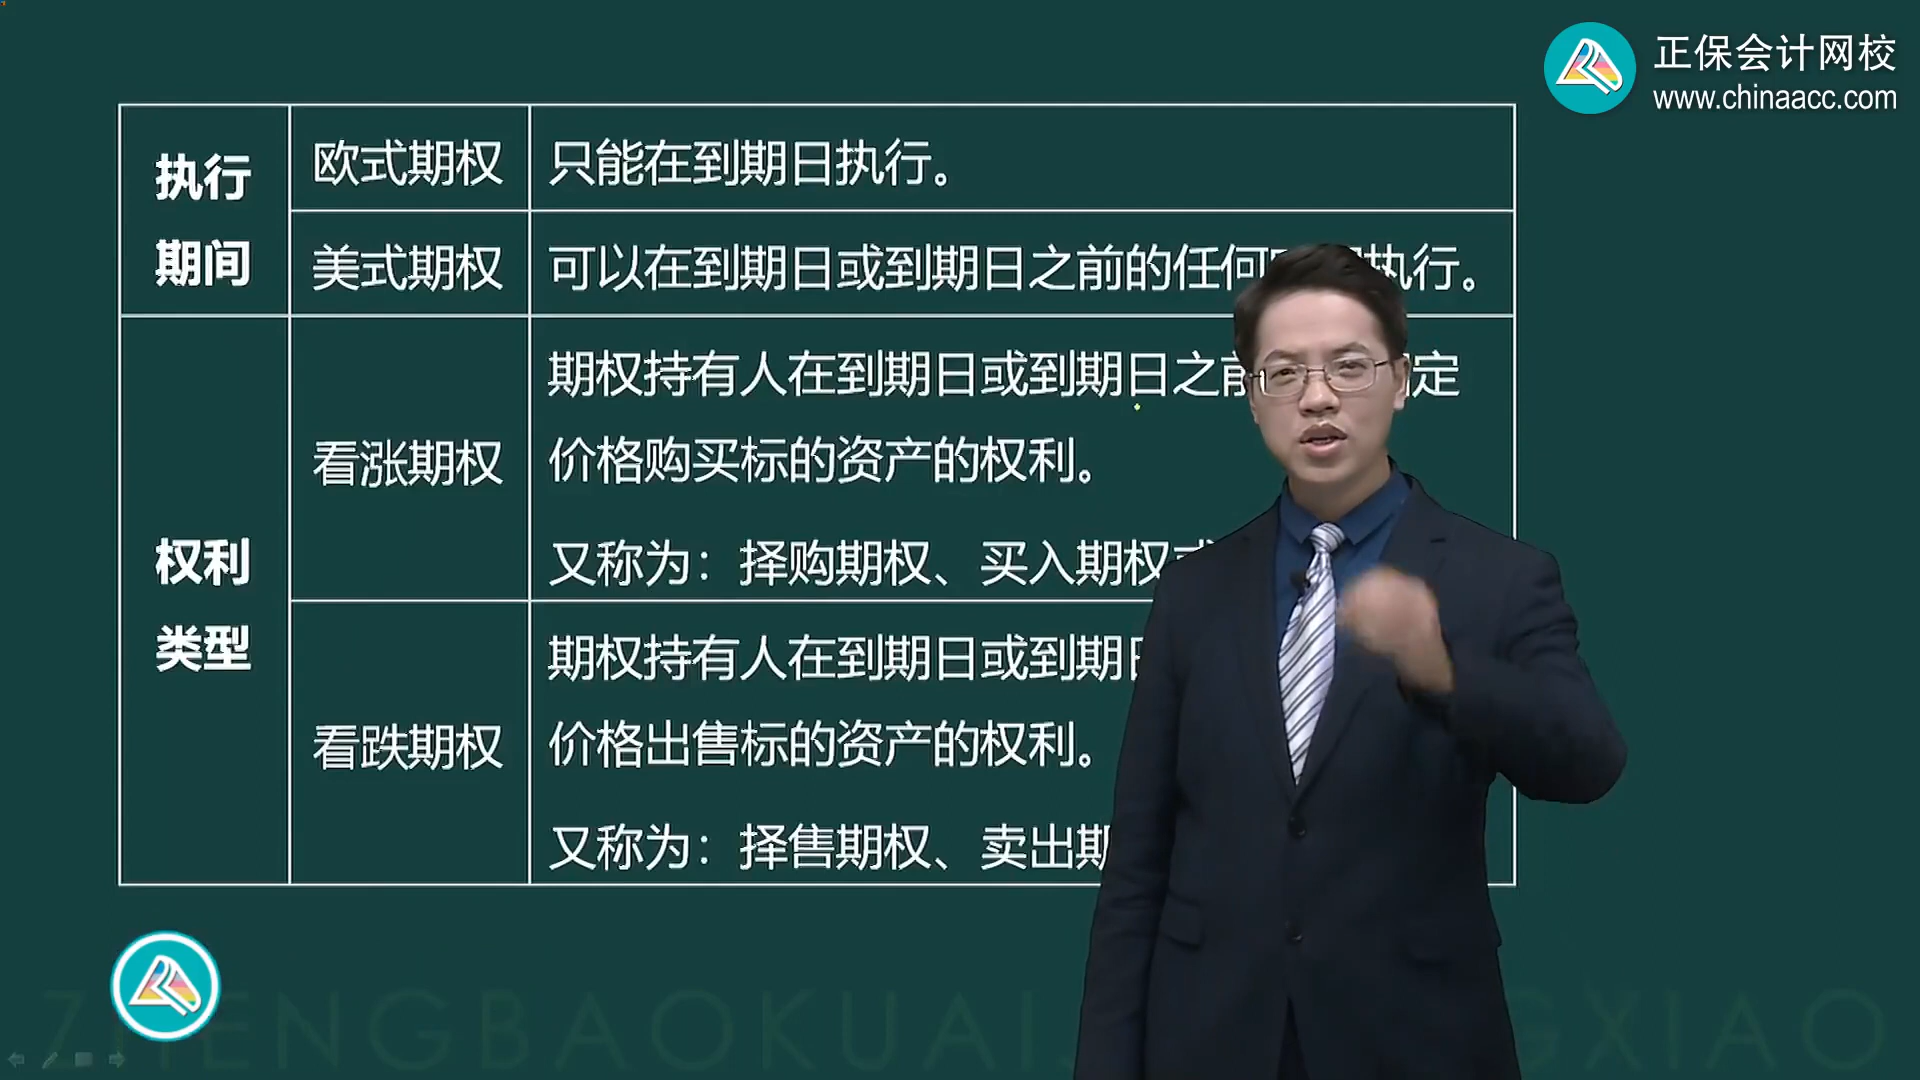 正保会计网校
www.chinaacc.com
执行
期间
欧式期权
只能在到期日执行。
美式期权
可以在到期日或到期日之前的任何 执行。
权利
类型
看涨期权
期权持有人在到期日或到期日之前 定
价格购买标的资产的权利。
又称为：择购期权、买入期权
看跌期权
期权持有人在到期日或到期
价格出售标的资产的权利。
又称为：择售期权、卖出期